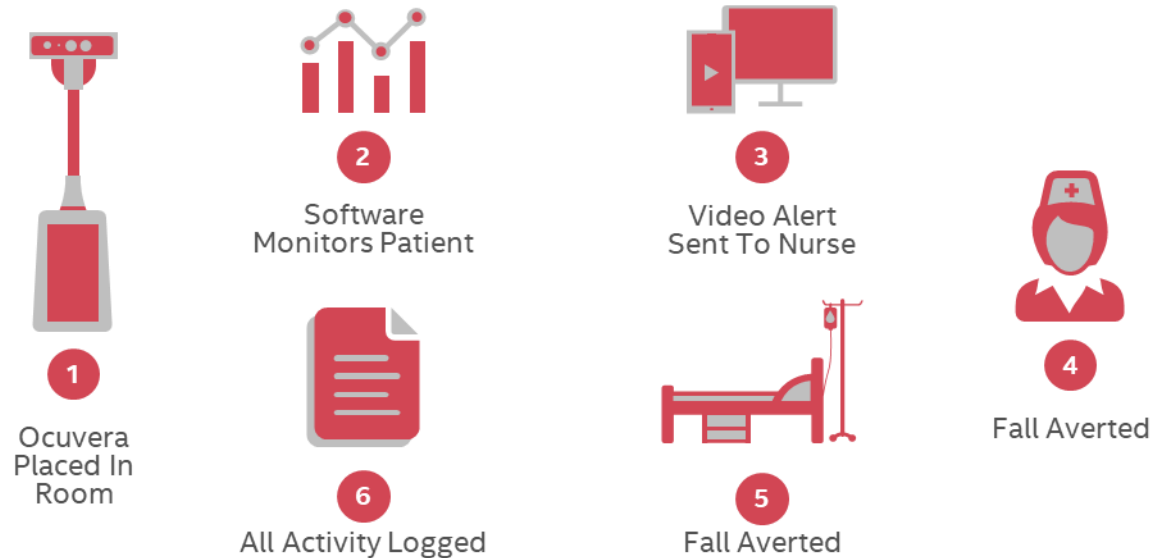 1
Ocuvera
Placed In
Room
2
Software
Monitors Patient
3
Video Alert
Sent To Nurse
4
Fall Averted
5
Fall Averted
6
All Activity Logged